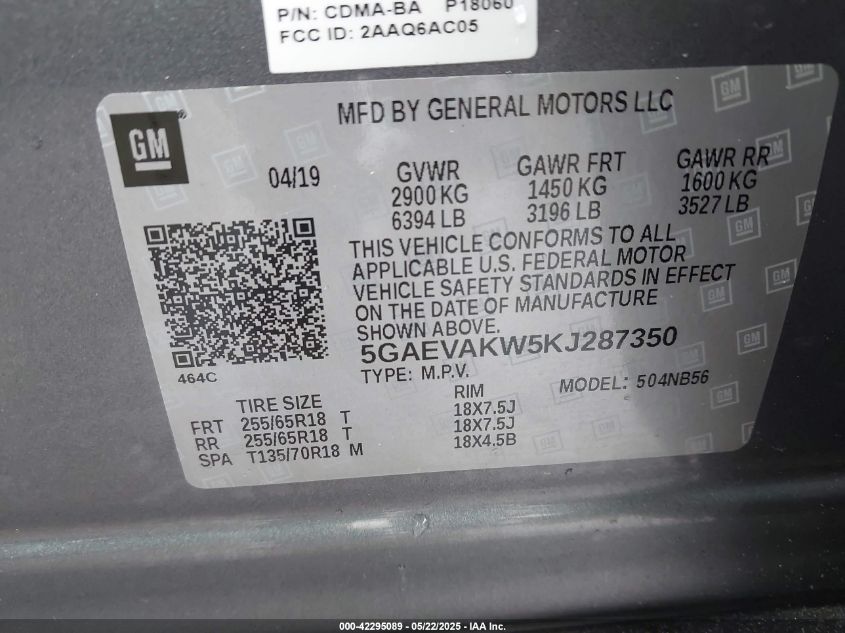 P/N: CDMA-BA P18060
FCC ID: 2AAQ6AC05
GM
MFD BY GENERAL MOTORS LLC
04/19
GVWR GAWR FRT GAWR RR
2900 KG 1450 KG 1600 KG
6394 LB 3196 LB 3527 LB
THIS VEHICLE CONFORMS TO ALL
APPLICABLE U.S. FEDERAL MOTOR
VEHICLE SAFETY STANDARDS IN EFFECT
ON THE DATE OF MANUFACTURE
SHOWN ABOVE.
5GAEVAKW5KJ287350
464C
TYPE: M.P.V. MODEL: 504NB56
TIRE SIZE RIM
FRT 255/65R18 T 18X7.5J
RR 255/65R18 T 18X7.5J
SPA T135/70R18 M 18X4.5B
000-42295089 - 05/22/2025 - IAA Inc.